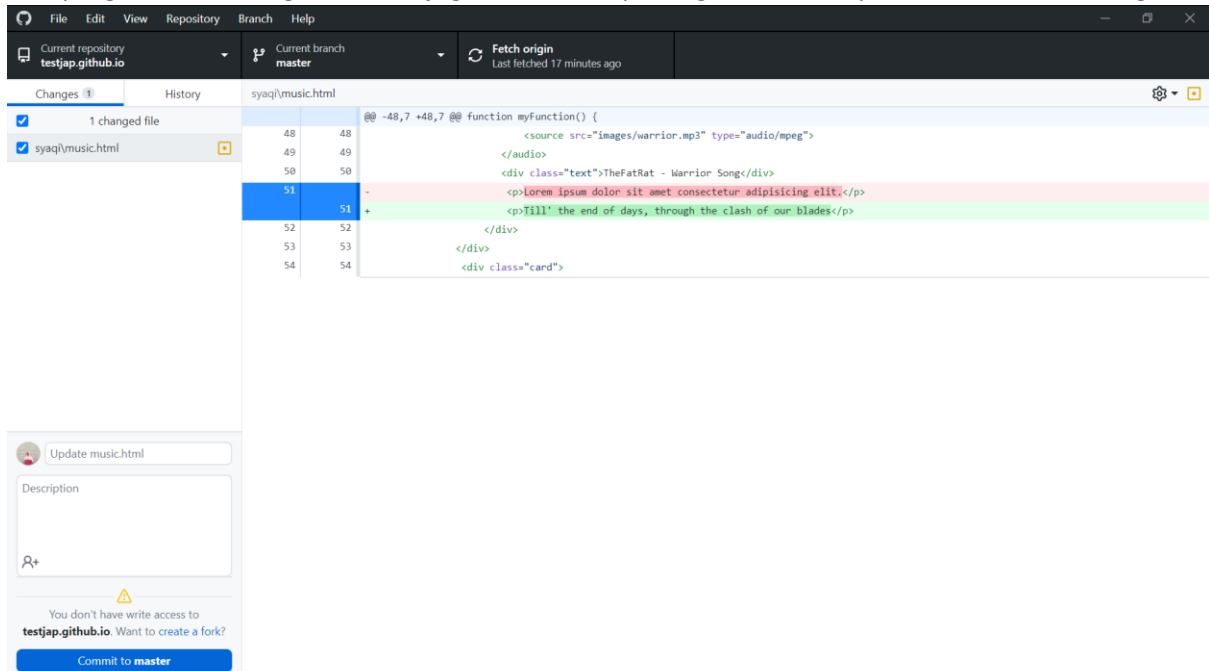 File Edit View Repository Branch Help
Current repository
testjap.github.io
Current branch
master
Fetch origin
Last fetched 17 minutes ago
Changes 1 History
syaqi\music.html
1 changed file
syaqi\music.html
@@ -48,7 +48,7 @@ function myFunction() {
48 48 <source src="images/warrior.mp3" type="audio/mpeg">
49 49 </audio>
50 50 <div class="text">TheFatRat - Warrior Song</div>
51 - <p>Lorem ipsum dolor sit amet consectetur adipisicing elit.</p>
51 + <p>Till' the end of days, through the clash of our blades</p>
52 52 </div>
53 53 </div>
54 54 <div class="card">
Update music.html
Description
You don't have write access to
testjap.github.io. Want to create a fork?
Commit to master